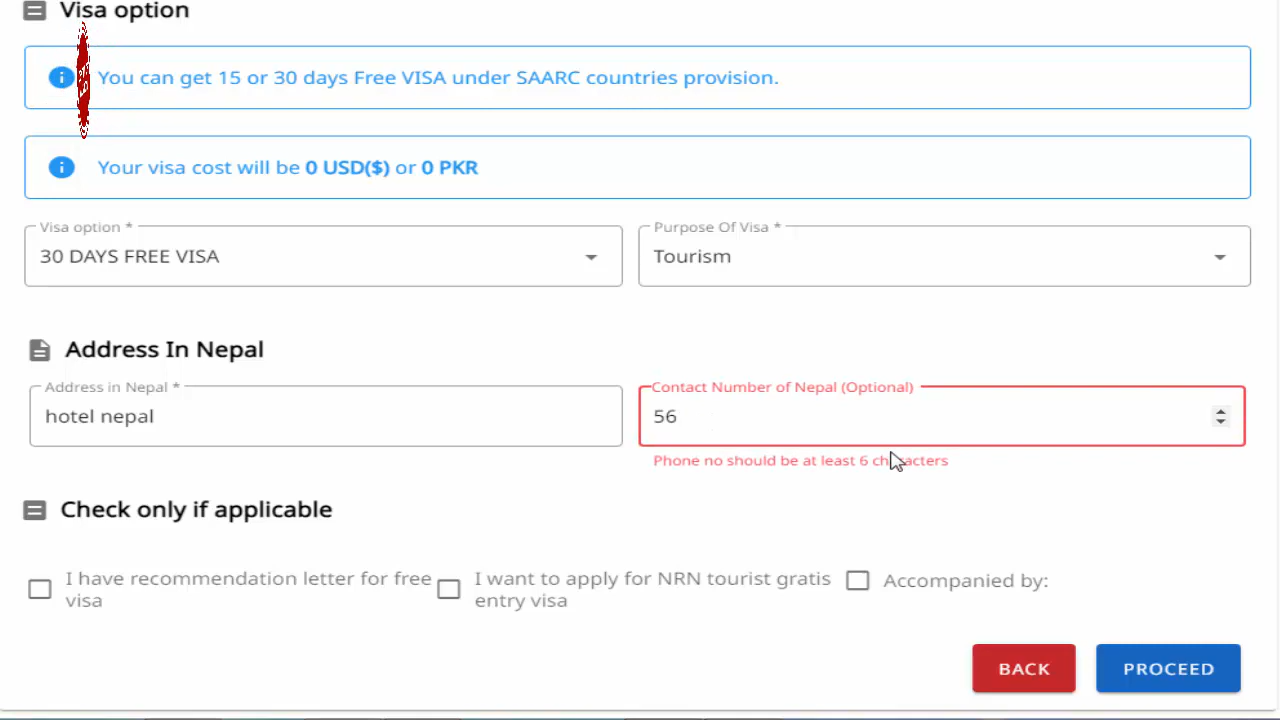 Visa option
You can get 15 or 30 days Free VISA under SAARC countries provision.
Your visa cost will be 0 USD($) or 0 PKR
Visa option *
30 DAYS FREE VISA
Purpose Of Visa *
Tourism
Address In Nepal
Address in Nepal *
hotel nepal
Contact Number of Nepal (Optional)
56
Phone no should be at least 6 characters
Check only if applicable
I have recommendation letter for free
visa
I want to apply for NRN tourist gratis
entry visa
Accompanied by:
BACK
PROCEED